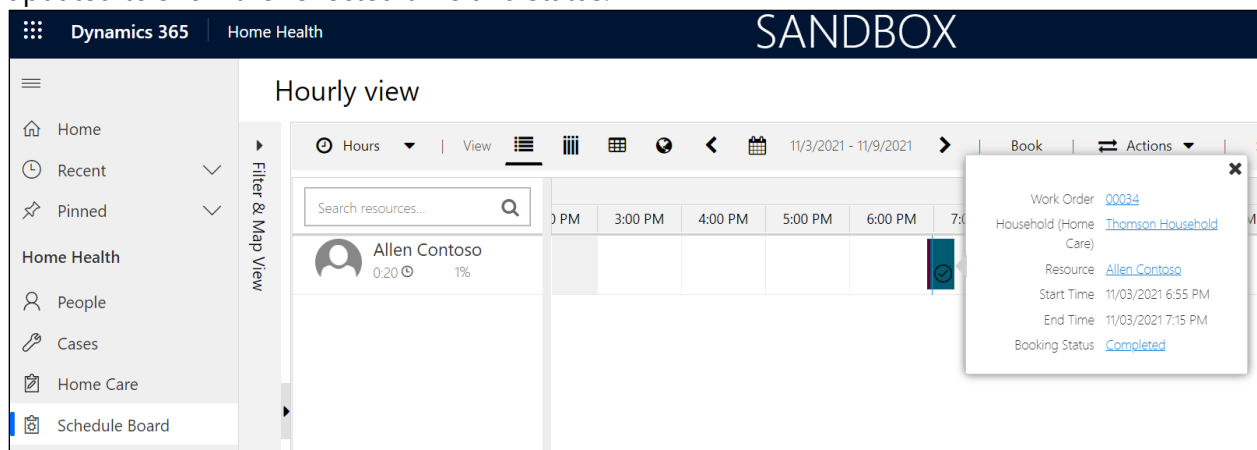 Dynamics 365 Home Health SANDBOX
Hourly view
Home
Recent
Pinned
Home Health
People
Cases
Home Care
Schedule Board
Filter & Map View
Hours View 11/3/2021 - 11/9/2021 Book Actions
Search resources...
PM 3:00 PM 4:00 PM 5:00 PM 6:00 PM
Allen Contoso
0:20 1%
Work Order 00034
Household (Home Thomson Household
Care)
Resource Allen Contoso
Start Time 11/03/2021 6:55 PM
End Time 11/03/2021 7:15 PM
Booking Status Completed